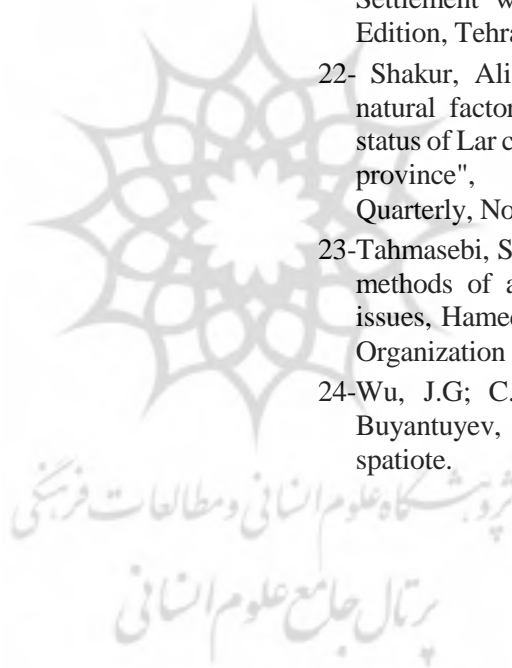 Settlement w
Edition, Tehra
22- Shakur, Ali
natural factor
status of Lar c
province",
Quarterly, No
23-Tahmasebi, S
methods of a
issues, Hamed
Organization
24-Wu, J.G; C.
Buyantuyev,
spatiote.
پژوهشگاه علوم انسانی و مطالعات فرهنگی
پرتال جامع علوم انسانی